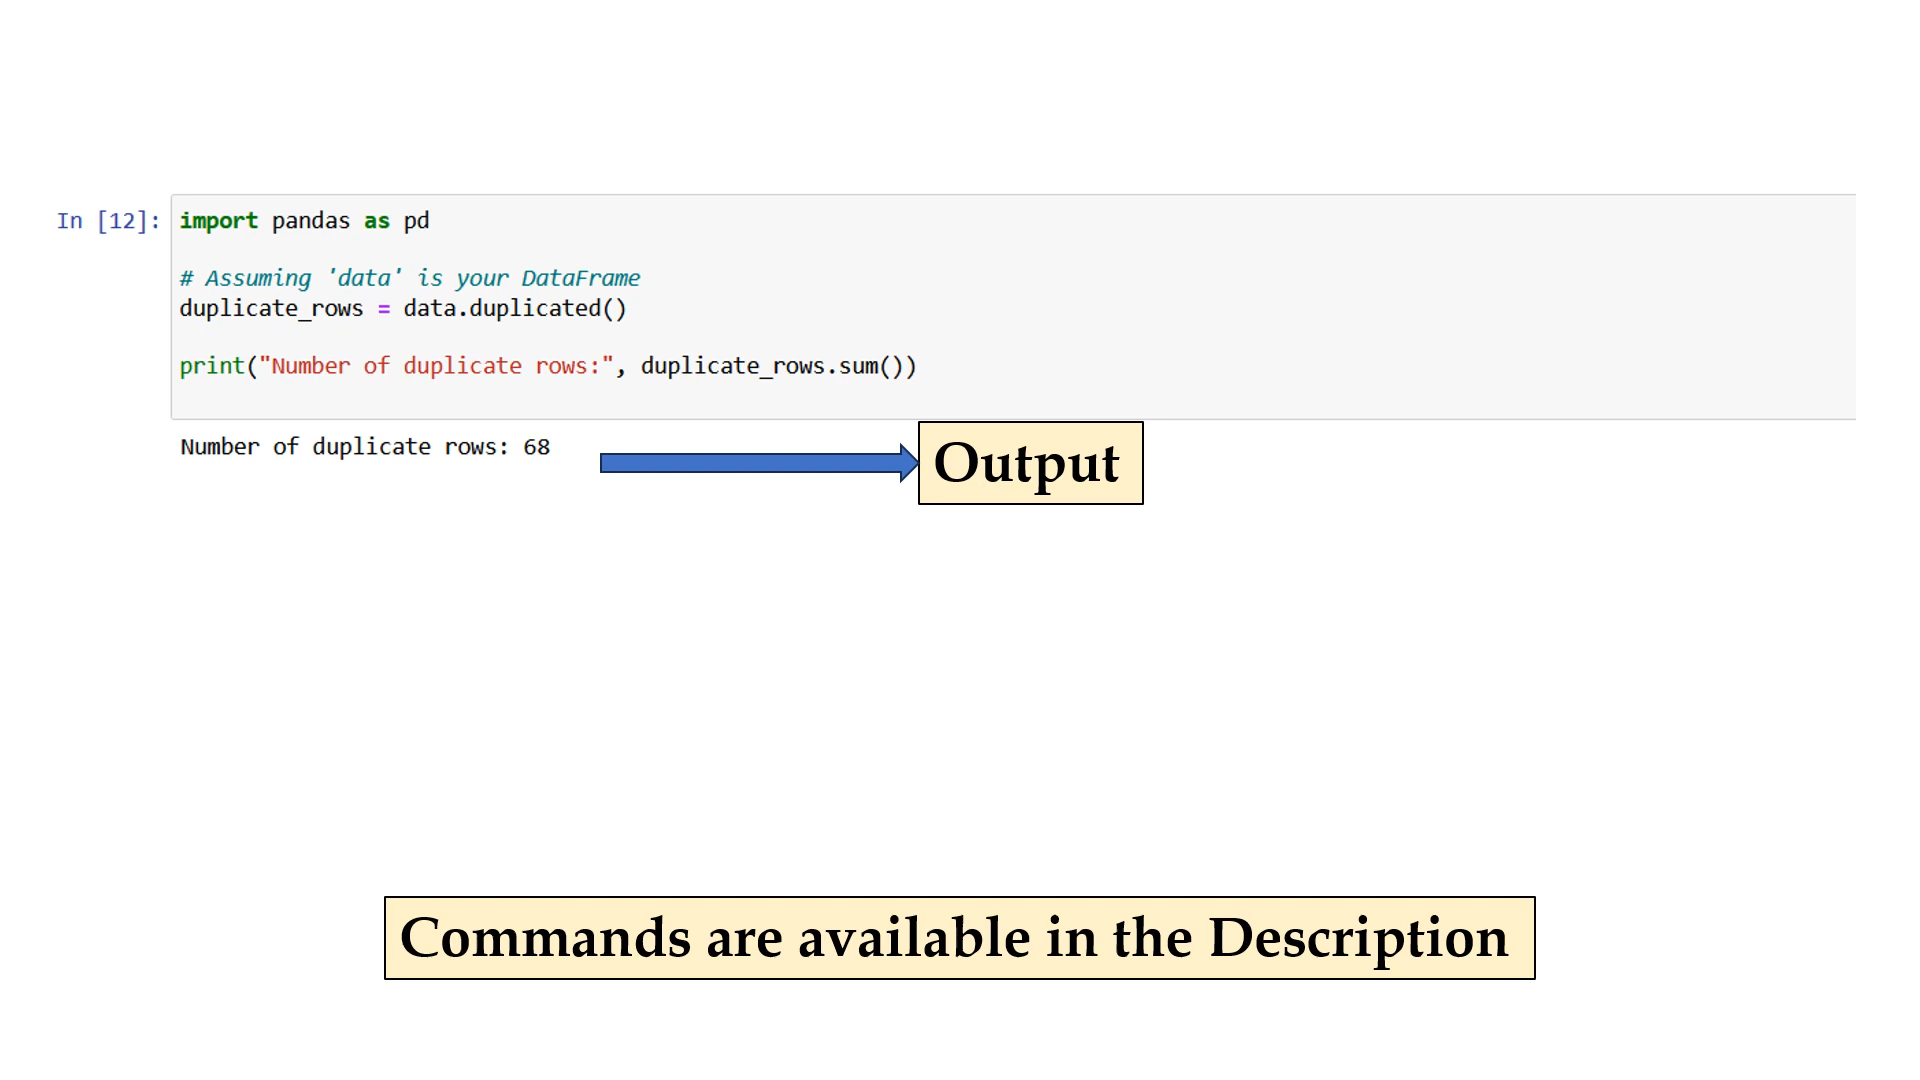 In [12]: import pandas as pd
# Assuming 'data' is your DataFrame
duplicate_rows = data.duplicated()
print("Number of duplicate rows:", duplicate_rows.sum())
Number of duplicate rows: 68
Output
Commands are available in the Description